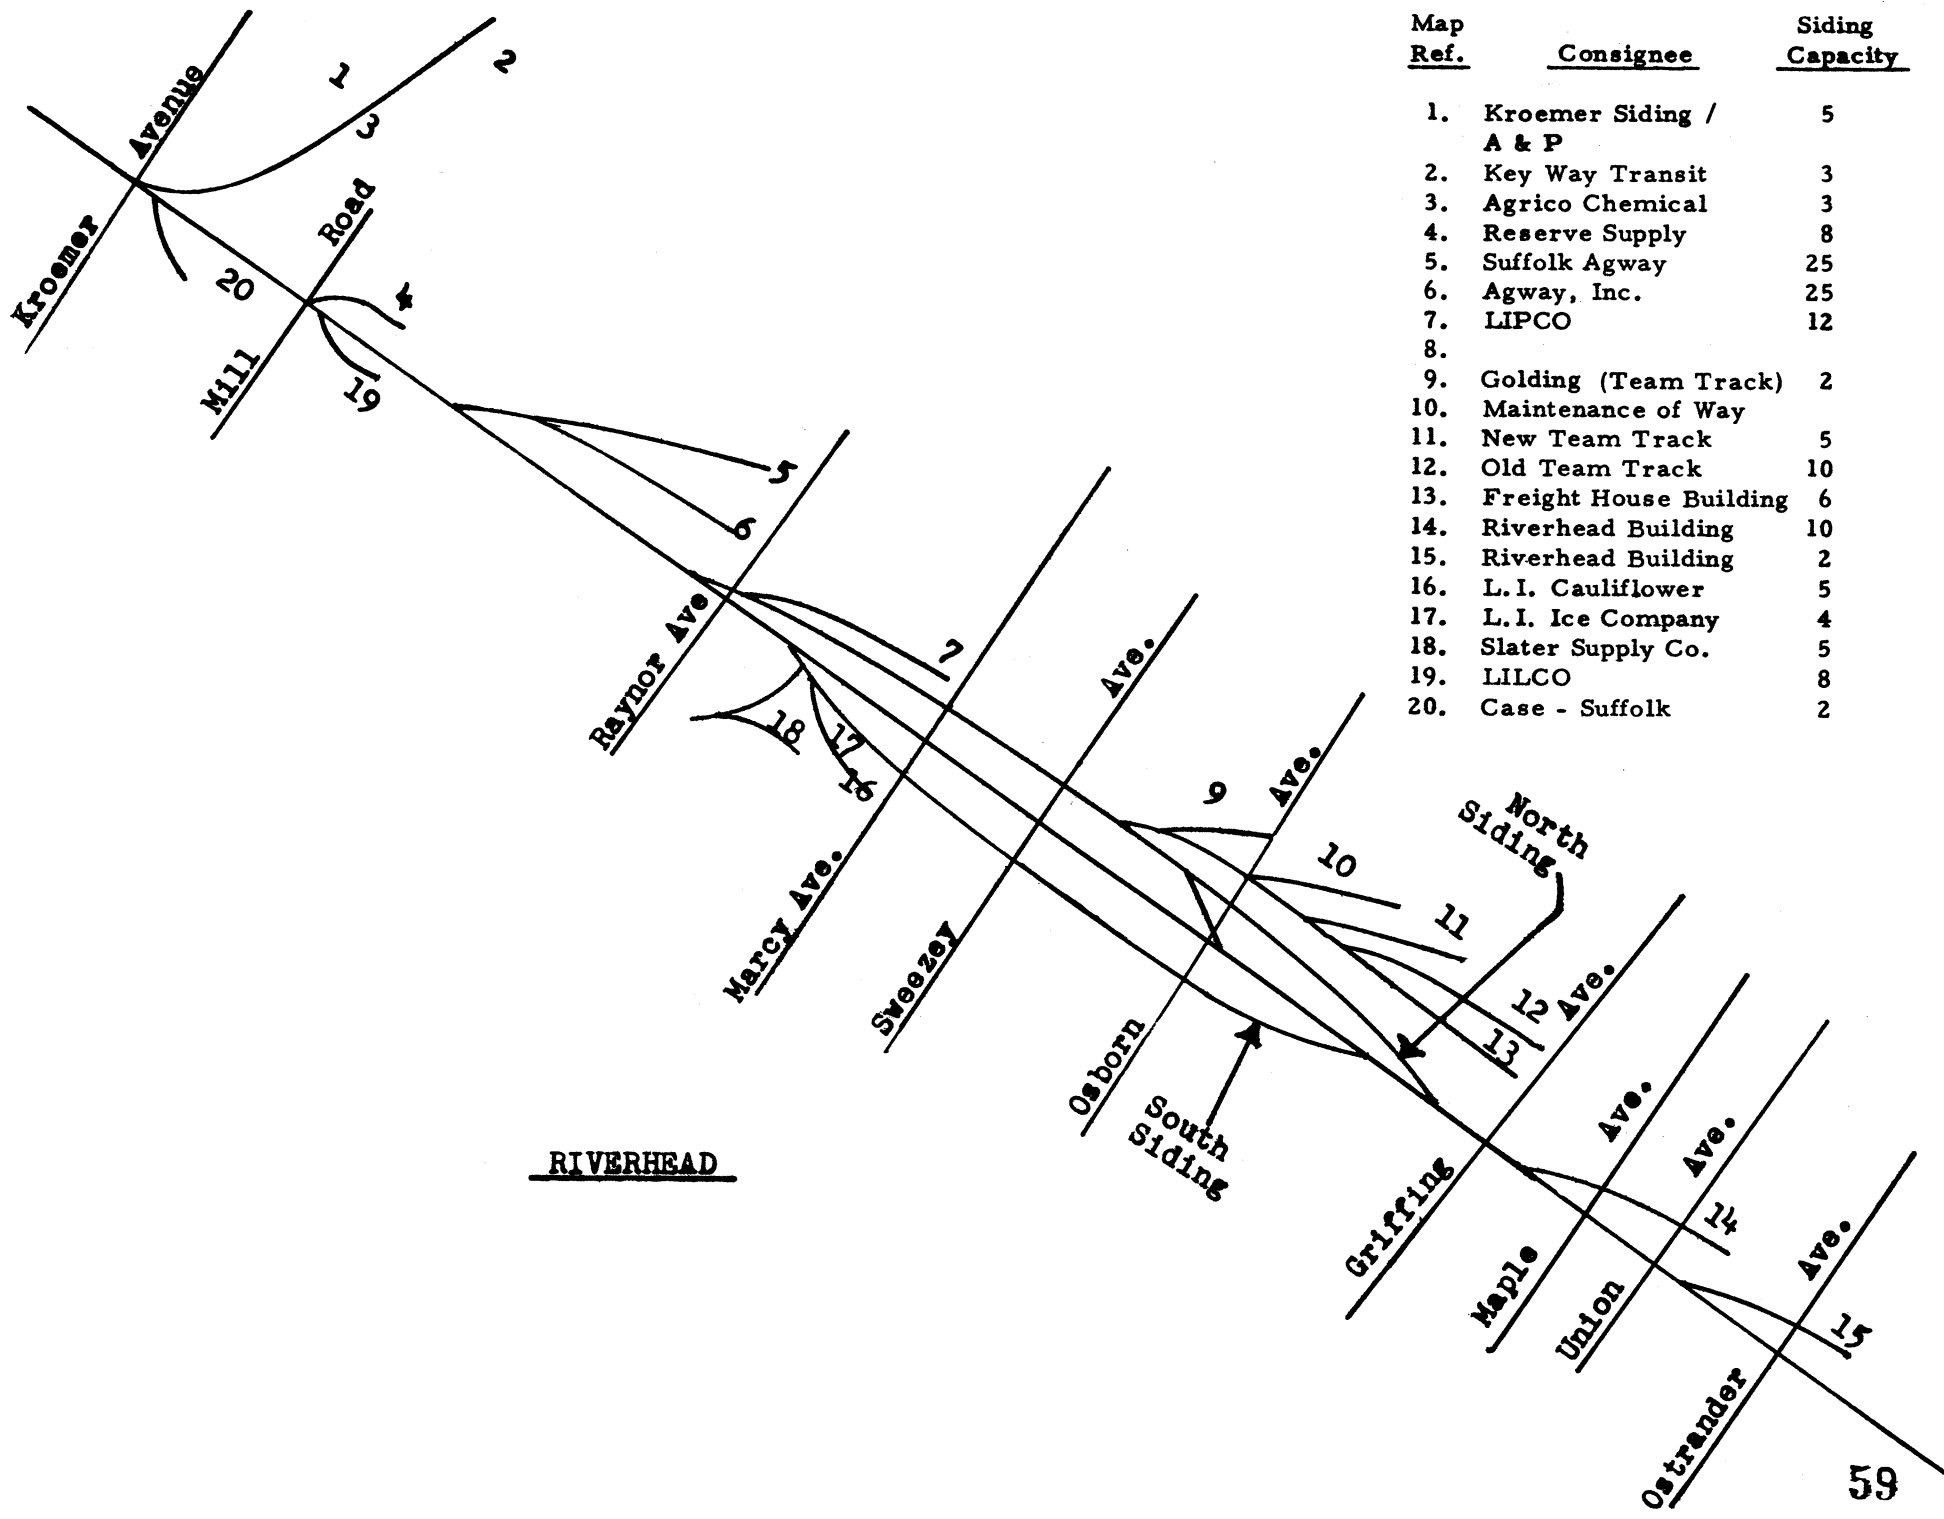 Map Siding
Ref. Consignee Capacity
1. Kroemer Siding / 5
A & P
2. Key Way Transit 3
3. Agrico Chemical 3
4. Reserve Supply 8
5. Suffolk Agway 25
6. Agway, Inc. 25
7. LIPCO 12
8.
9. Golding (Team Track) 2
10. Maintenance of Way
11. New Team Track 5
12. Old Team Track 10
13. Freight House Building 6
14. Riverhead Building 10
15. Riverhead Building 2
16. L.I. Cauliflower 5
17. L.I. Ice Company 4
18. Slater Supply Co. 5
19. LILCO 8
20. Case - Suffolk 2
Kroemer Avenue
1
2
3
20
Mill Road
4
19
5
6
Raynor Ave
7
18
17
16
Marcy Ave.
Sweezey Ave.
9
Osborn Ave.
10
11
North
Siding
12
13
South
Siding
Griffing Ave.
Maple Ave.
14
Union Ave.
15
Ostrander Ave.
RIVERHEAD
59